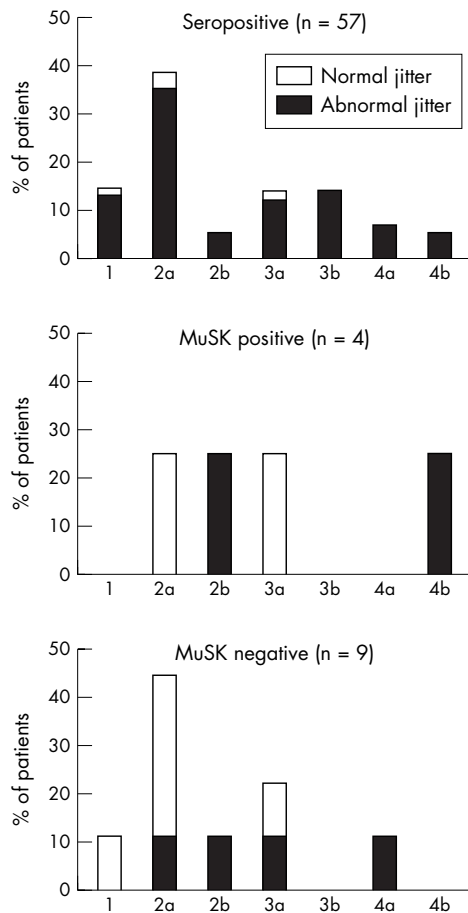 Seropositive (n = 57)
Normal jitter
Abnormal jitter
% of patients
50
40
30
20
10
0
1 2a 2b 3a 3b 4a 4b
MuSK positive (n = 4)
% of patients
50
40
30
20
10
0
1 2a 2b 3a 3b 4a 4b
MuSK negative (n = 9)
% of patients
50
40
30
20
10
0
1 2a 2b 3a 3b 4a 4b